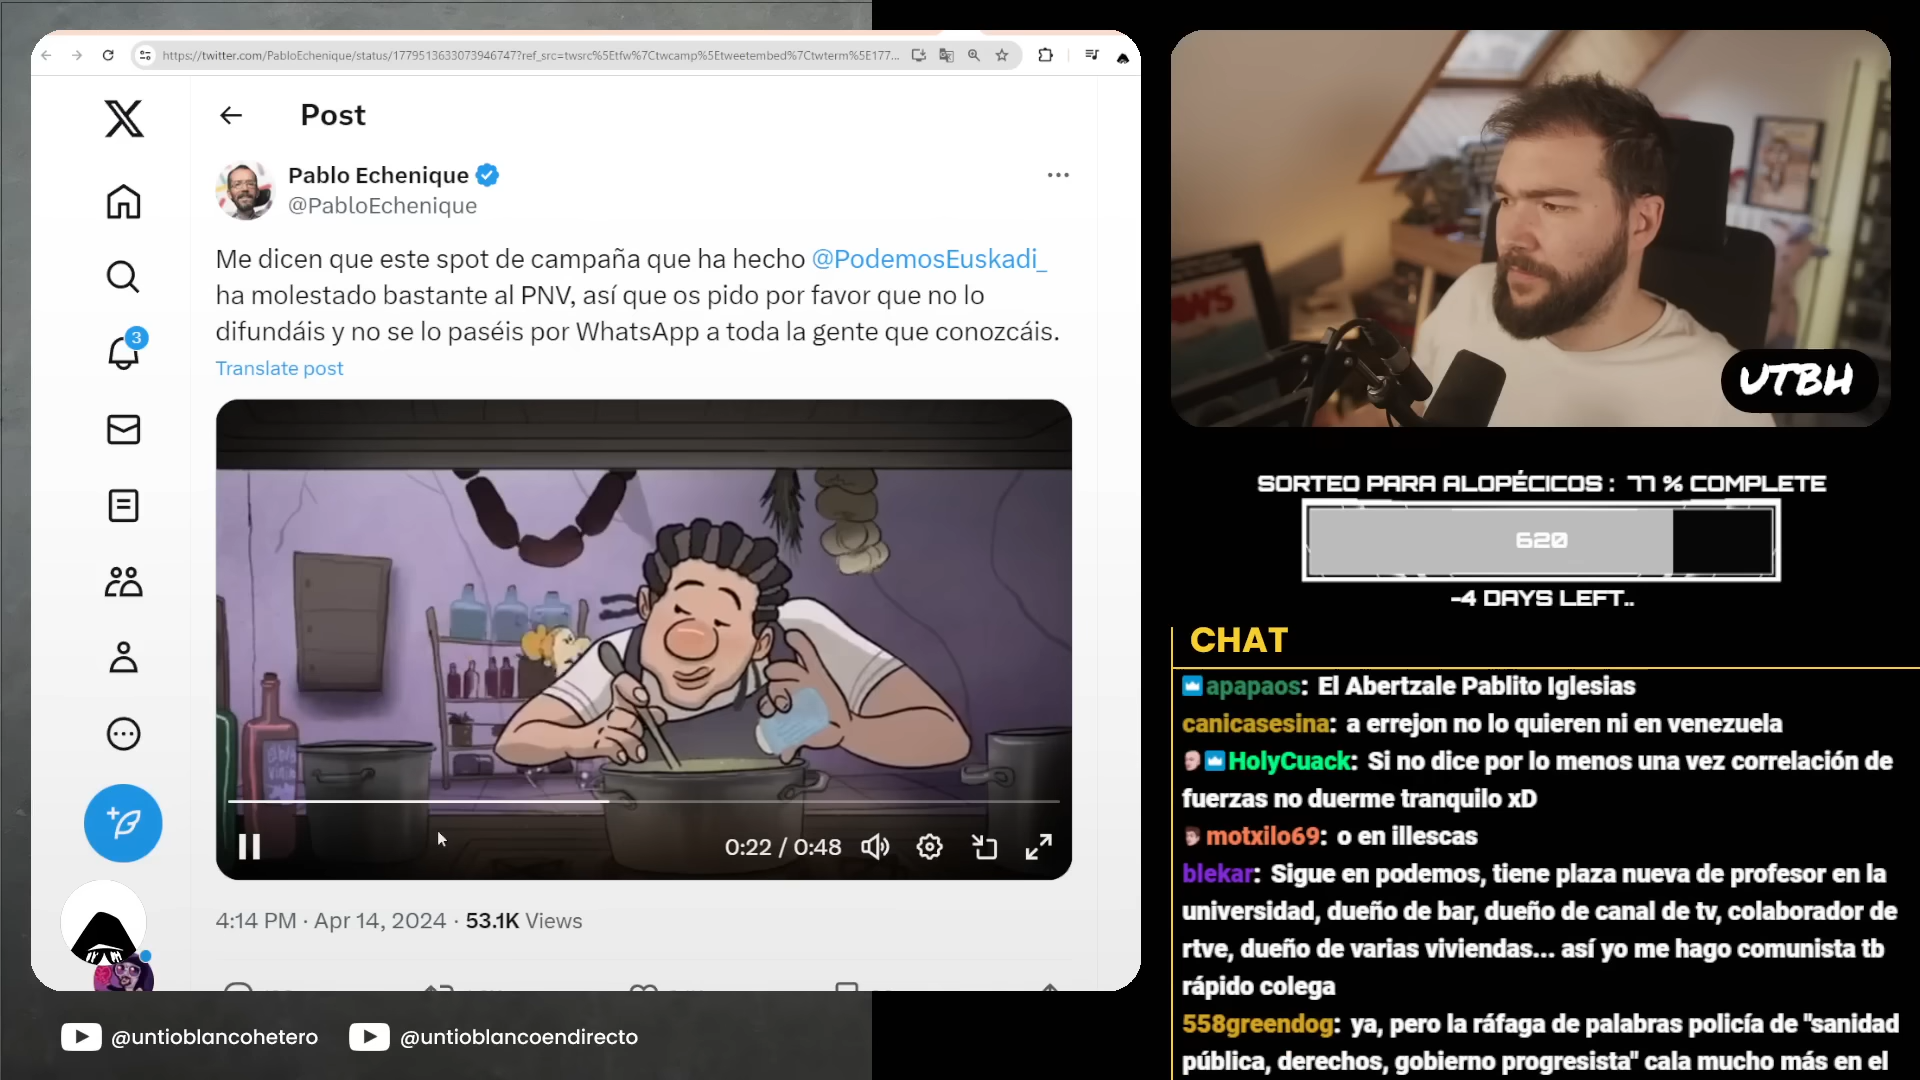 https://twitter.com/PabloEchenique/status/1779513633073946747?ref_src=twsrc%5Etfw%7Ctwcamp%5Etweetembed%7Ctwterm%5E177...
Post
Pablo Echenique
@PabloEchenique
Me dicen que este spot de campaña que ha hecho @PodemosEuskadi_
ha molestado bastante al PNV, así que os pido por favor que no lo
difundáis y no se lo paséis por WhatsApp a toda la gente que conozcáis.
Translate post
3
0:22 / 0:48
4:14 PM · Apr 14, 2024 · 53.1K Views
@untioblancohetero
@untioblancoendirecto
UTBH
SORTEO PARA ALOPÉCICOS : 77 % COMPLETE
620
-4 DAYS LEFT..
CHAT
apapaos: El Abertzale Pablito Iglesias
canicasesina: a errejon no lo quieren ni en venezuela
HolyCuack: Si no dice por lo menos una vez correlación de
fuerzas no duerme tranquilo xD
motxilo69: o en illescas
blekar: Sigue en podemos, tiene plaza nueva de profesor en la
universidad, dueño de bar, dueño de canal de tv, colaborador de
rtve, dueño de varias viviendas... así yo me hago comunista tb
rápido colega
558greendog: ya, pero la ráfaga de palabras policía de "sanidad
pública, derechos, gobierno progresista" cala mucho más en el